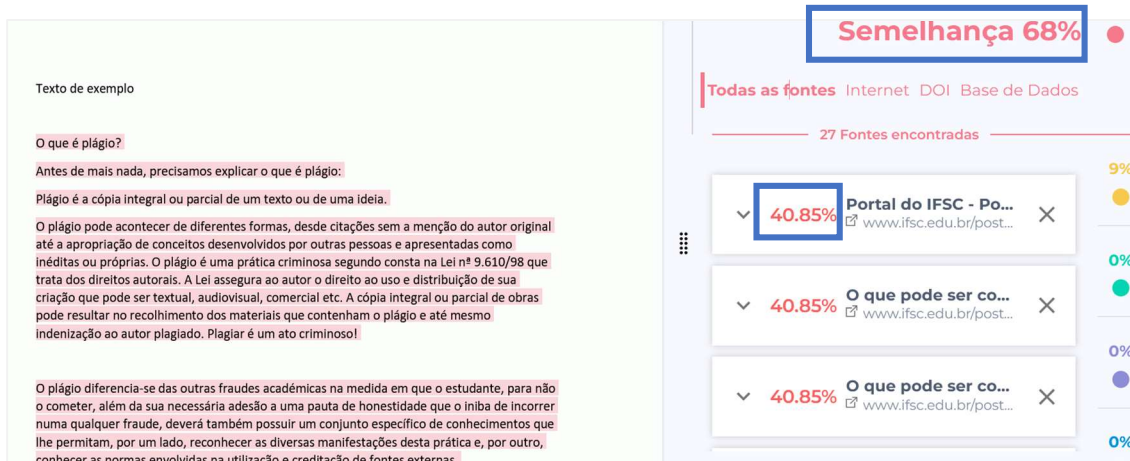 Texto de exemplo
O que é plágio?
Antes de mais nada, precisamos explicar o que é plágio:
Plágio é a cópia integral ou parcial de um texto ou de uma ideia.
O plágio pode acontecer de diferentes formas, desde citações sem a menção do autor original
até a apropriação de conceitos desenvolvidos por outras pessoas e apresentadas como
inéditas ou próprias. O plágio é uma prática criminosa segundo consta na Lei nª 9.610/98 que
trata dos direitos autorais. A Lei assegura ao autor o direito ao uso e distribuição de sua
criação que pode ser textual, audiovisual, comercial etc. A cópia integral ou parcial de obras
pode resultar no recolhimento dos materiais que contenham o plágio e até mesmo
indenização ao autor plagiado. Plagiar é um ato criminoso!
O plágio diferencia-se das outras fraudes académicas na medida em que o estudante, para não
o cometer, além da sua necessária adesão a uma pauta de honestidade que o iniba de incorrer
numa qualquer fraude, deverá também possuir um conjunto específico de conhecimentos que
lhe permitam, por um lado, reconhecer as diversas manifestações desta prática e, por outro,
conhecer as normas envolvidas na utilização e creditação de fontes externas.
Semelhança 68%
Todas as fontes Internet DOI Base de Dados
27 Fontes encontradas
40.85% Portal do IFSC - Po...
www.ifsc.edu.br/post...
40.85% O que pode ser co...
www.ifsc.edu.br/post...
40.85% O que pode ser co...
www.ifsc.edu.br/post...
9%
0%
0%
0%